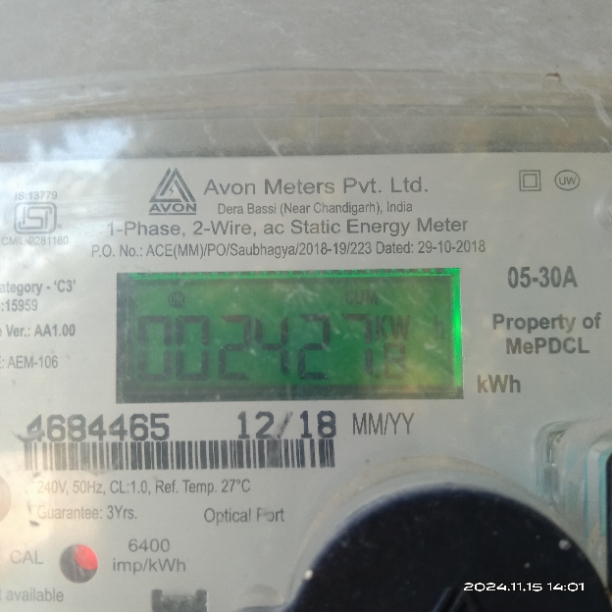 IS:13779
CM/L-9281160
AVON
Avon Meters Pvt. Ltd.
Dera Bassi (Near Chandigarh), India
1-Phase, 2-Wire, ac Static Energy Meter
P.O. No.: ACE(MM)/PO/Saubhagya/2018-19/223 Dated: 29-10-2018
UW
ategory - 'C3'
:15959
e Ver.: AA1.00
: AEM-106
CUM
002427.8 KW h
05-30A
Property of
MePDCL
kWh
4684465 12/18 MM/YY
240V, 50Hz, CL:1.0, Ref. Temp. 27°C
Guarantee: 3Yrs. Optical Port
CAL 6400
imp/kWh
t available
2024.11.15 14:01